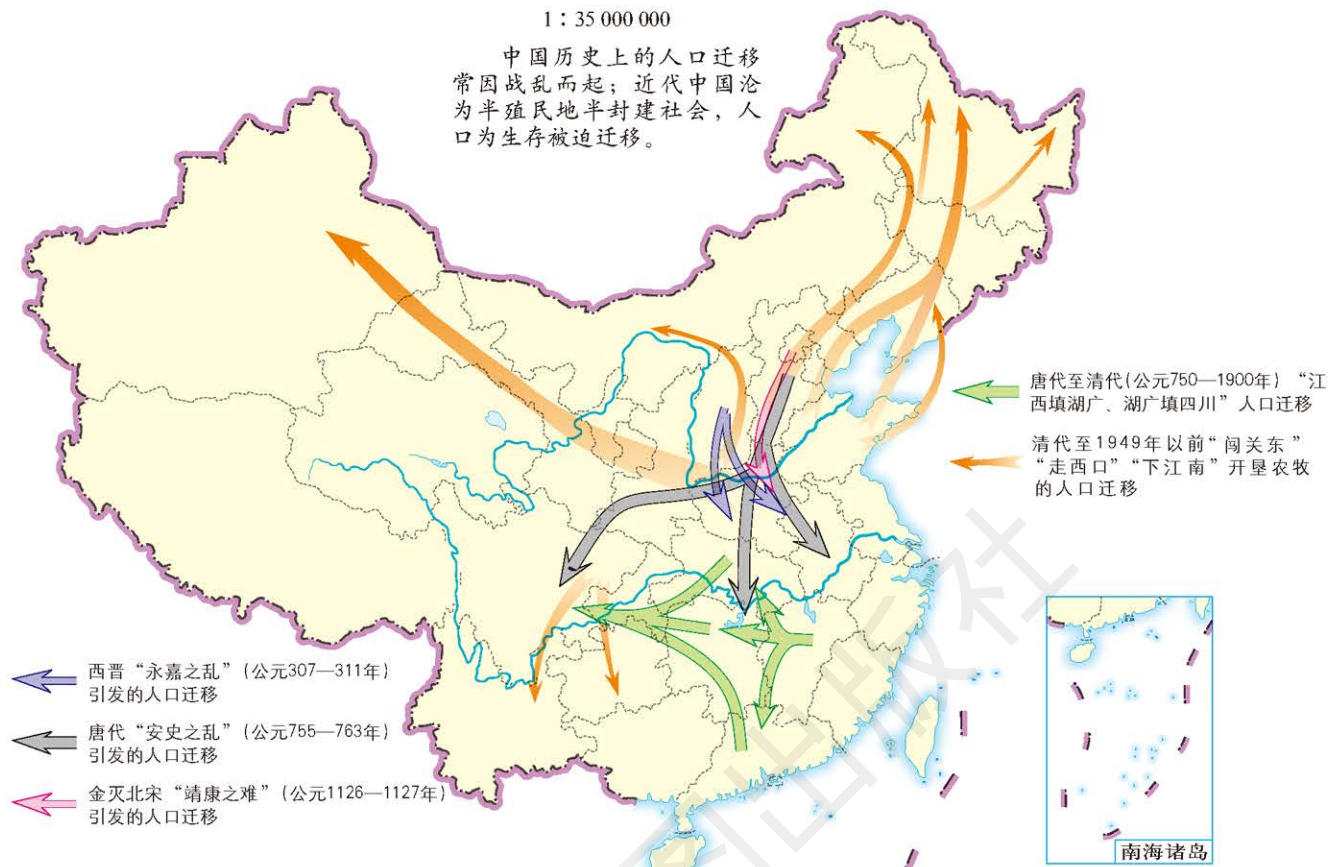 1∶35 000 000
中国历史上的人口迁移
常因战乱而起；近代中国沦
为半殖民地半封建社会，人
口为生存被迫迁移。
唐代至清代(公元750—1900年) “江
西填湖广、湖广填四川”人口迁移
清代至1949年以前“闯关东”
“走西口”“下江南”开垦农牧
的人口迁移
西晋“永嘉之乱”(公元307—311年)
引发的人口迁移
唐代“安史之乱”(公元755—763年)
引发的人口迁移
金灭北宋“靖康之难”(公元1126—1127年)
引发的人口迁移
南海诸岛
图出版社